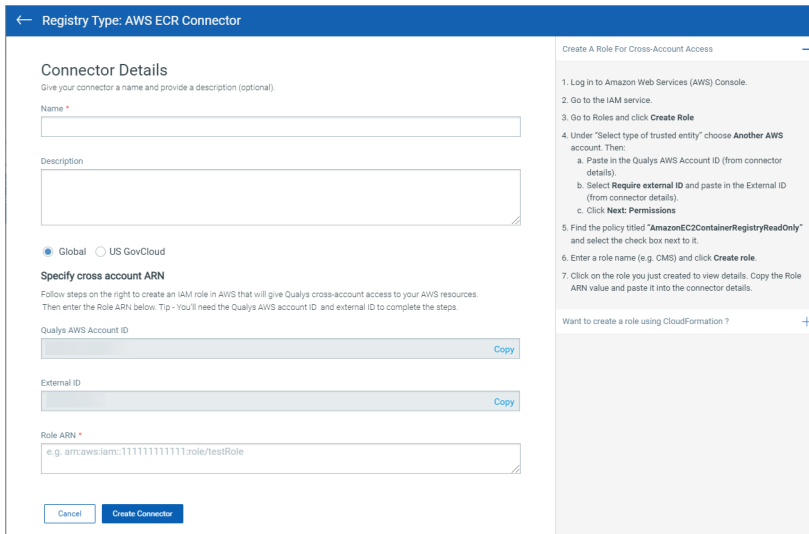 Registry Type: AWS ECR Connector
Connector Details
Give your connector a name and provide a description (optional).
Name *
Description
Global
US GovCloud
Specify cross account ARN
Follow steps on the right to create an IAM role in AWS that will give Qualys cross-account access to your AWS resources.
Then enter the Role ARN below. Tip - You'll need the Qualys AWS account ID and external ID to complete the steps.
Qualys AWS Account ID
Copy
External ID
Copy
Role ARN *
e.g. arn:aws:iam::111111111111:role/testRole
Cancel
Create Connector
Create A Role For Cross-Account Access
1. Log in to Amazon Web Services (AWS) Console.
2. Go to the IAM service.
3. Go to Roles and click Create Role
4. Under "Select type of trusted entity" choose Another AWS
account. Then:
a. Paste in the Qualys AWS Account ID (from connector
details).
b. Select Require external ID and paste in the External ID
(from connector details).
c. Click Next: Permissions
5. Find the policy titled "AmazonEC2ContainerRegistryReadOnly"
and select the check box next to it.
6. Enter a role name (e.g. CMS) and click Create role.
7. Click on the role you just created to view details. Copy the Role
ARN value and paste it into the connector details.
Want to create a role using CloudFormation ?